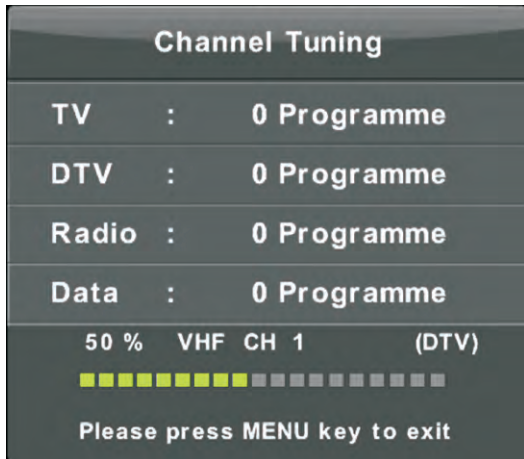 Channel Tuning
TV : 0 Programme
DTV : 0 Programme
Radio : 0 Programme
Data : 0 Programme
50 % VHF CH 1 (DTV)
Please press MENU key to exit